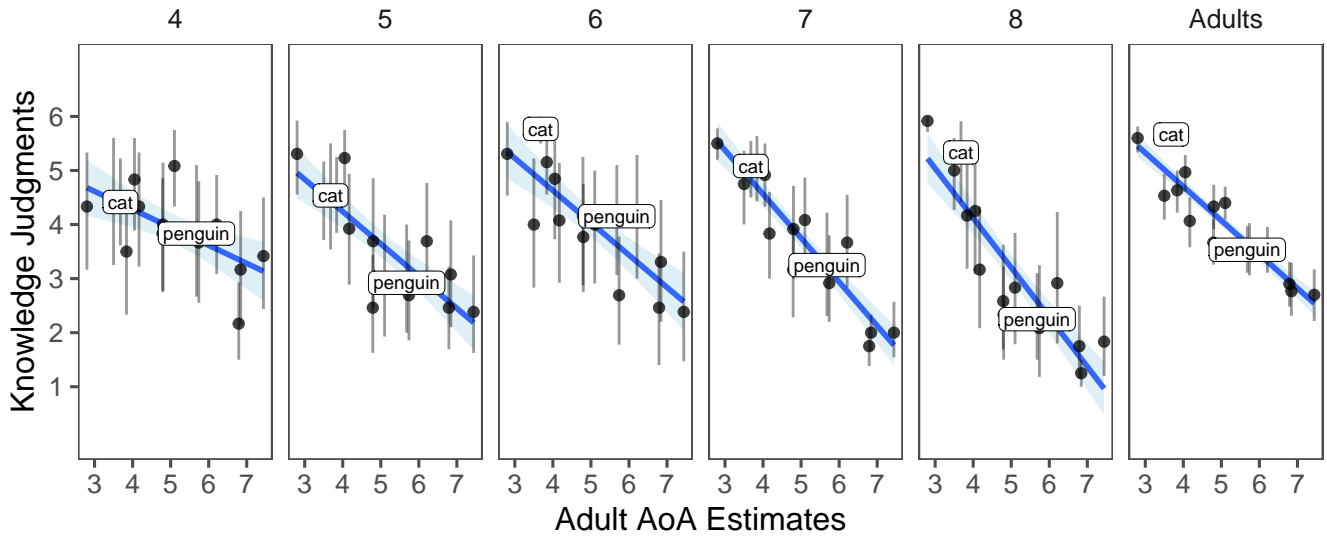 4 5 6 7 8 Adults
Knowledge Judgments
6
5
4
3
2
1
cat penguin
cat penguin
cat penguin
cat penguin
cat penguin
cat penguin
3 4 5 6 7 3 4 5 6 7 3 4 5 6 7 3 4 5 6 7 3 4 5 6 7 3 4 5 6 7
Adult AoA Estimates